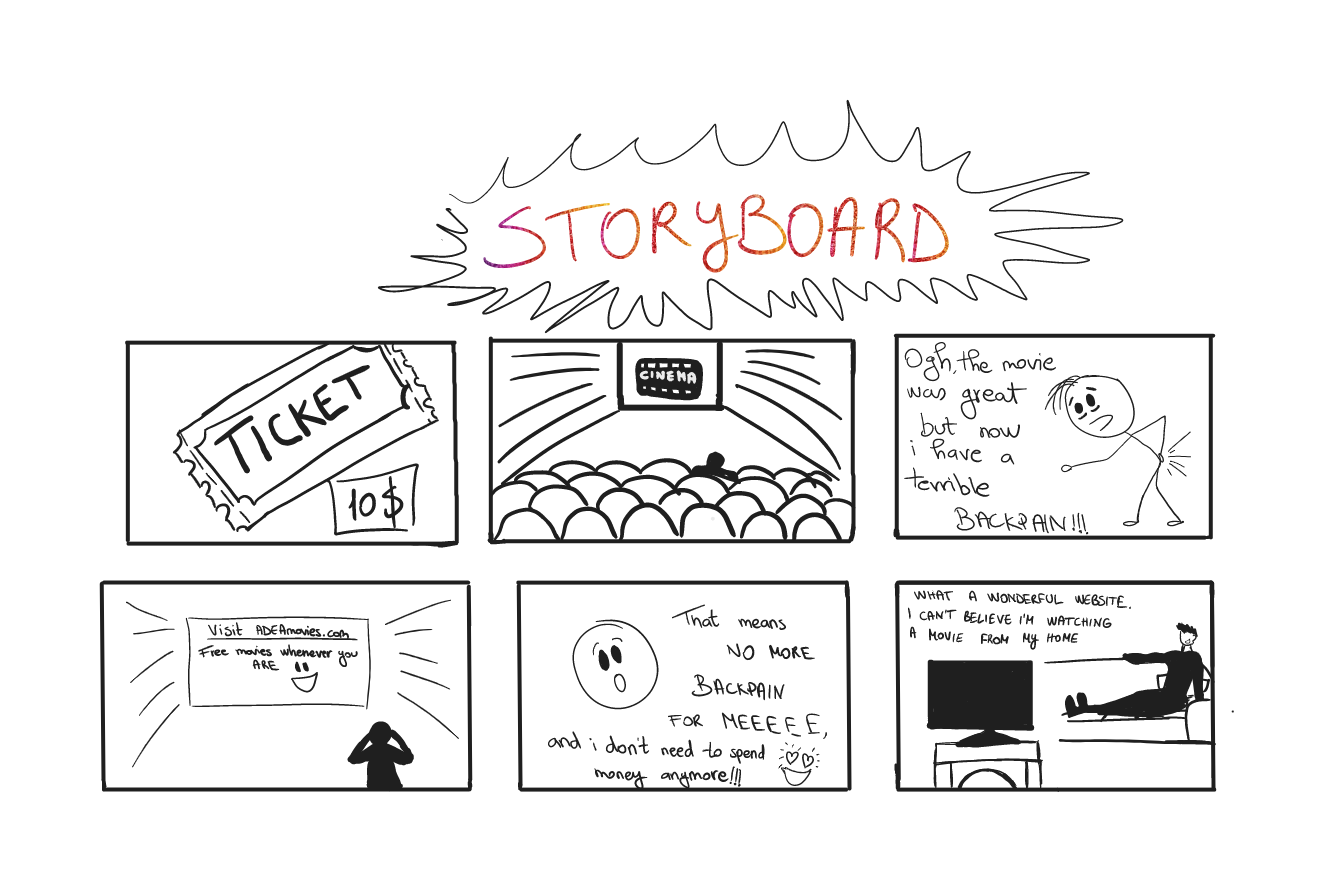 STORYBOARD
TICKET
10$
CINEMA
Ogh, the movie
was great
but now
i have a
terrible
BACKPAIN!!!
Visit ADEAmovies.com
Free movies whenever you
ARE
That means
NO MORE
BACKPAIN
FOR MEEEEE,
and i don't need to spend
money anymore!!!
WHAT A WONDERFUL WEBSITE.
I CAN'T BELIEVE I'M WATCHING
A MOVIE FROM MY HOME